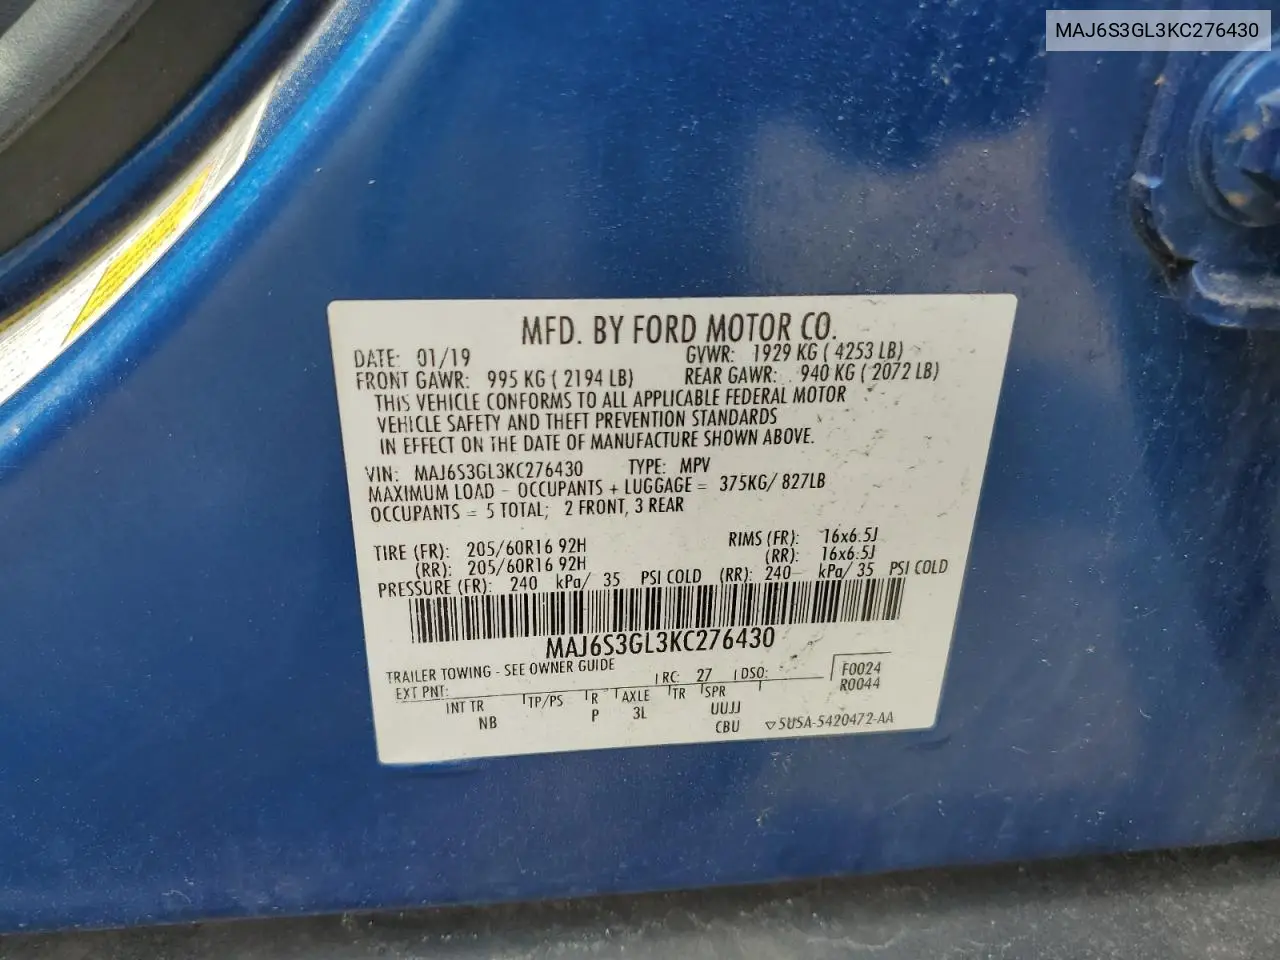 MAJ6S3GL3KC276430
MFD. BY FORD MOTOR CO.
DATE: 01/19 GVWR: 1929 KG ( 4253 LB)
FRONT GAWR: 995 KG ( 2194 LB) REAR GAWR: 940 KG ( 2072 LB)
THIS VEHICLE CONFORMS TO ALL APPLICABLE FEDERAL MOTOR
VEHICLE SAFETY AND THEFT PREVENTION STANDARDS
IN EFFECT ON THE DATE OF MANUFACTURE SHOWN ABOVE.
VIN: MAJ6S3GL3KC276430 TYPE: MPV
MAXIMUM LOAD - OCCUPANTS + LUGGAGE = 375KG/ 827LB
OCCUPANTS = 5 TOTAL; 2 FRONT, 3 REAR
TIRE (FR): 205/60R16 92H RIMS (FR): 16x6.5J
(RR): 205/60R16 92H (RR): 16x6.5J
PRESSURE (FR): 240 kPa/ 35 PSI COLD (RR): 240 kPa/ 35 PSI COLD
MAJ6S3GL3KC276430
TRAILER TOWING - SEE OWNER GUIDE
EXT PNT: RC: 27 DSO: F0024
R0044
INT TR TP/PS R AXLE TR SPR
NB P 3L UUJJ
CBU 5USA-5420472-AA